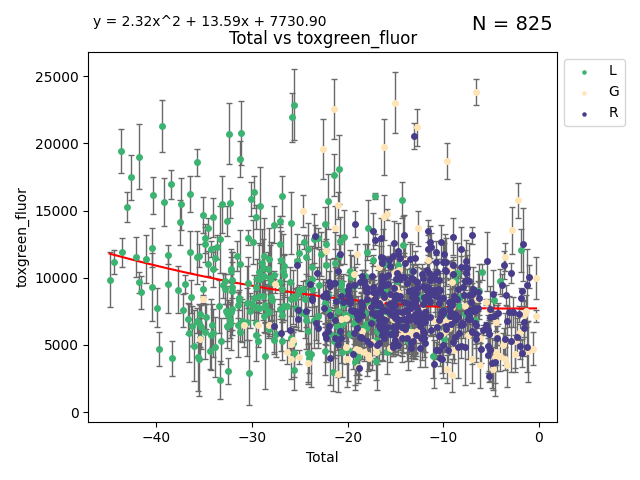 y = 2.32x^2 + 13.59x + 7730.90
N = 825
Total vs toxgreen_fluor
25000
20000
15000
10000
5000
0
toxgreen_fluor
−40
−30
−20
−10
0
Total
L
G
R